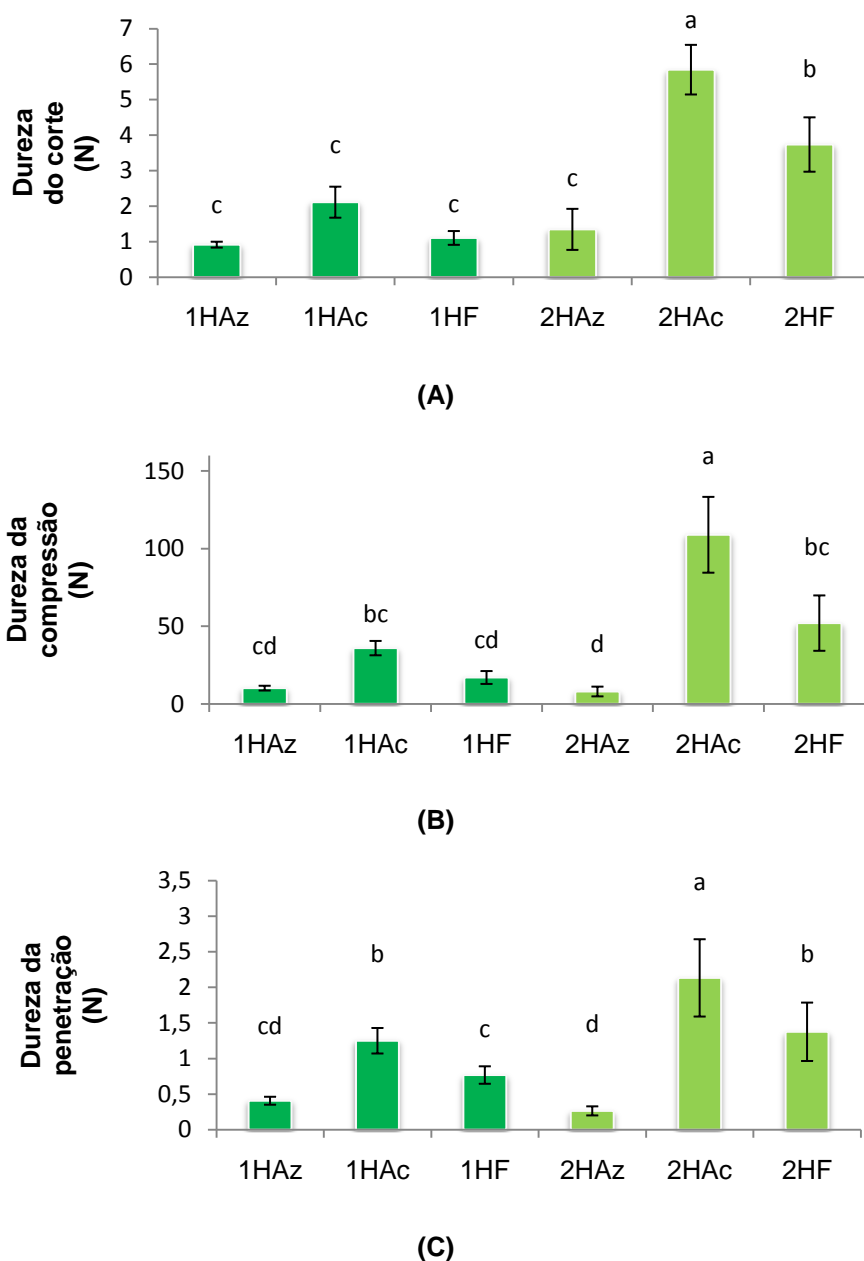 Dureza
do corte
(N)
7
6
5
4
3
2
1
0
c
c
c
c
a
b
1HAz
1HAc
1HF
2HAz
2HAc
2HF
(A)
Dureza da
compressão
(N)
150
100
50
0
cd
bc
cd
d
a
bc
1HAz
1HAc
1HF
2HAz
2HAc
2HF
(B)
Dureza da
penetração
(N)
3,5
3
2,5
2
1,5
1
0,5
0
cd
b
c
d
a
b
1HAz
1HAc
1HF
2HAz
2HAc
2HF
(C)